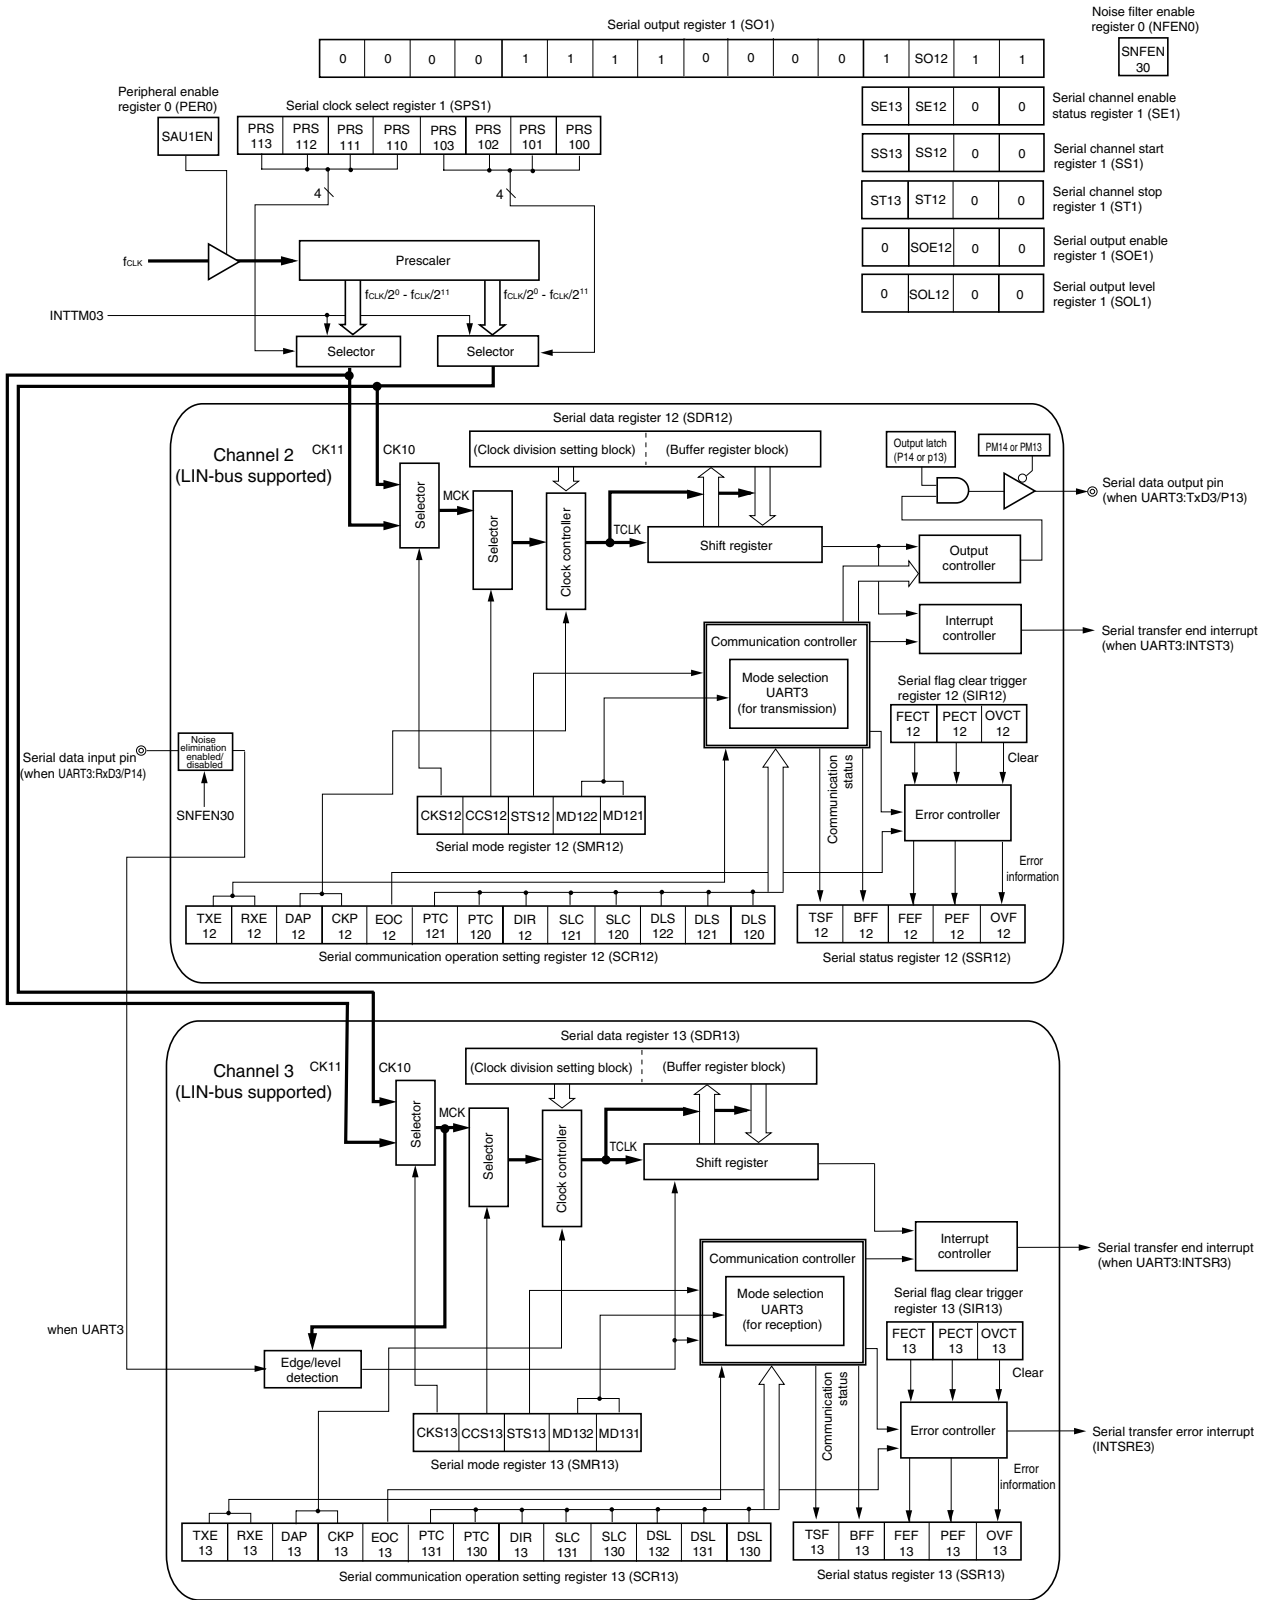 Serial output register 1 (SO1)
0 0 0 0 1 1 1 1 0 0 0 0 1 SO12 1 1
Noise filter enable
register 0 (NFEN0)
SNFEN
30
Peripheral enable
register 0 (PER0)
SAU1EN
Serial clock select register 1 (SPS1)
PRS 113 PRS 112 PRS 111 PRS 110 PRS 103 PRS 102 PRS 101 PRS 100
4
4
SE13 SE12 0 0
Serial channel enable
status register 1 (SE1)
SS13 SS12 0 0
Serial channel start
register 1 (SS1)
ST13 ST12 0 0
Serial channel stop
register 1 (ST1)
0 SOE12 0 0
Serial output enable
register 1 (SOE1)
0 SOL12 0 0
Serial output level
register 1 (SOL1)
fCLK
Prescaler
fCLK/2⁰ - fCLK/2¹¹
fCLK/2⁰ - fCLK/2¹¹
INTTM03
Selector
Selector
Channel 2
(LIN-bus supported)
CK11
CK10
Serial data register 12 (SDR12)
(Clock division setting block)
(Buffer register block)
Selector
MCK
Selector
Clock controller
TCLK
Shift register
Output latch
(P14 or p13)
PM14 or PM13
Serial data output pin
(when UART3:TxD3/P13)
Output
controller
Interrupt
controller
Serial transfer end interrupt
(when UART3:INTST3)
Communication controller
Mode selection
UART3
(for transmission)
Serial flag clear trigger
register 12 (SIR12)
FECT 12 PECT 12 OVCT 12
Clear
Communication
status
Error controller
Error
information
Serial data input pin
(when UART3:RxD3/P14)
Noise
elimination
enabled/
disabled
SNFEN30
CKS12 CCS12 STS12 MD122 MD121
Serial mode register 12 (SMR12)
TXE 12 RXE 12 DAP 12 CKP 12 EOC 12 PTC 121 PTC 120 DIR 12 SLC 121 SLC 120 DLS 122 DLS 121 DLS 120
Serial communication operation setting register 12 (SCR12)
TSF 12 BFF 12 FEF 12 PEF 12 OVF 12
Serial status register 12 (SSR12)
Channel 3
(LIN-bus supported)
CK11
CK10
Serial data register 13 (SDR13)
(Clock division setting block)
(Buffer register block)
Selector
MCK
Selector
Clock controller
TCLK
Shift register
Interrupt
controller
Serial transfer end interrupt
(when UART3:INTSR3)
Communication controller
Mode selection
UART3
(for reception)
Serial flag clear trigger
register 13 (SIR13)
FECT 13 PECT 13 OVCT 13
Clear
when UART3
Edge/level
detection
Communication
status
Error controller
Serial transfer error interrupt
(INTSRE3)
Error
information
CKS13 CCS13 STS13 MD132 MD131
Serial mode register 13 (SMR13)
TXE 13 RXE 13 DAP 13 CKP 13 EOC 13 PTC 131 PTC 130 DIR 13 SLC 131 SLC 130 DSL 132 DSL 131 DSL 130
Serial communication operation setting register 13 (SCR13)
TSF 13 BFF 13 FEF 13 PEF 13 OVF 13
Serial status register 13 (SSR13)